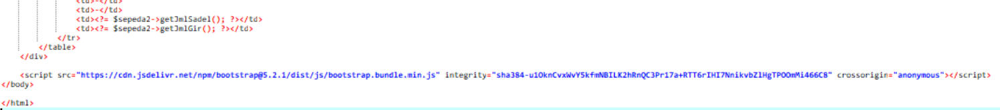 <td>-</td>
<td>-</td>
<td><?= $sepeda2->getJmlSadel(); ?></td>
<td><?= $sepeda2->getJmlGir(); ?></td>
</tr>
</table>
</div>
<script src="https://cdn.jsdelivr.net/npm/bootstrap@5.2.1/dist/js/bootstrap.bundle.min.js" integrity="sha384-u1OknCvxWvY5kfmNBILK2hRnQC3Pr17a+RTT6rIHI7NnikvbZlHgTPOOmMi466C8" crossorigin="anonymous"></script>
</body>
</html>